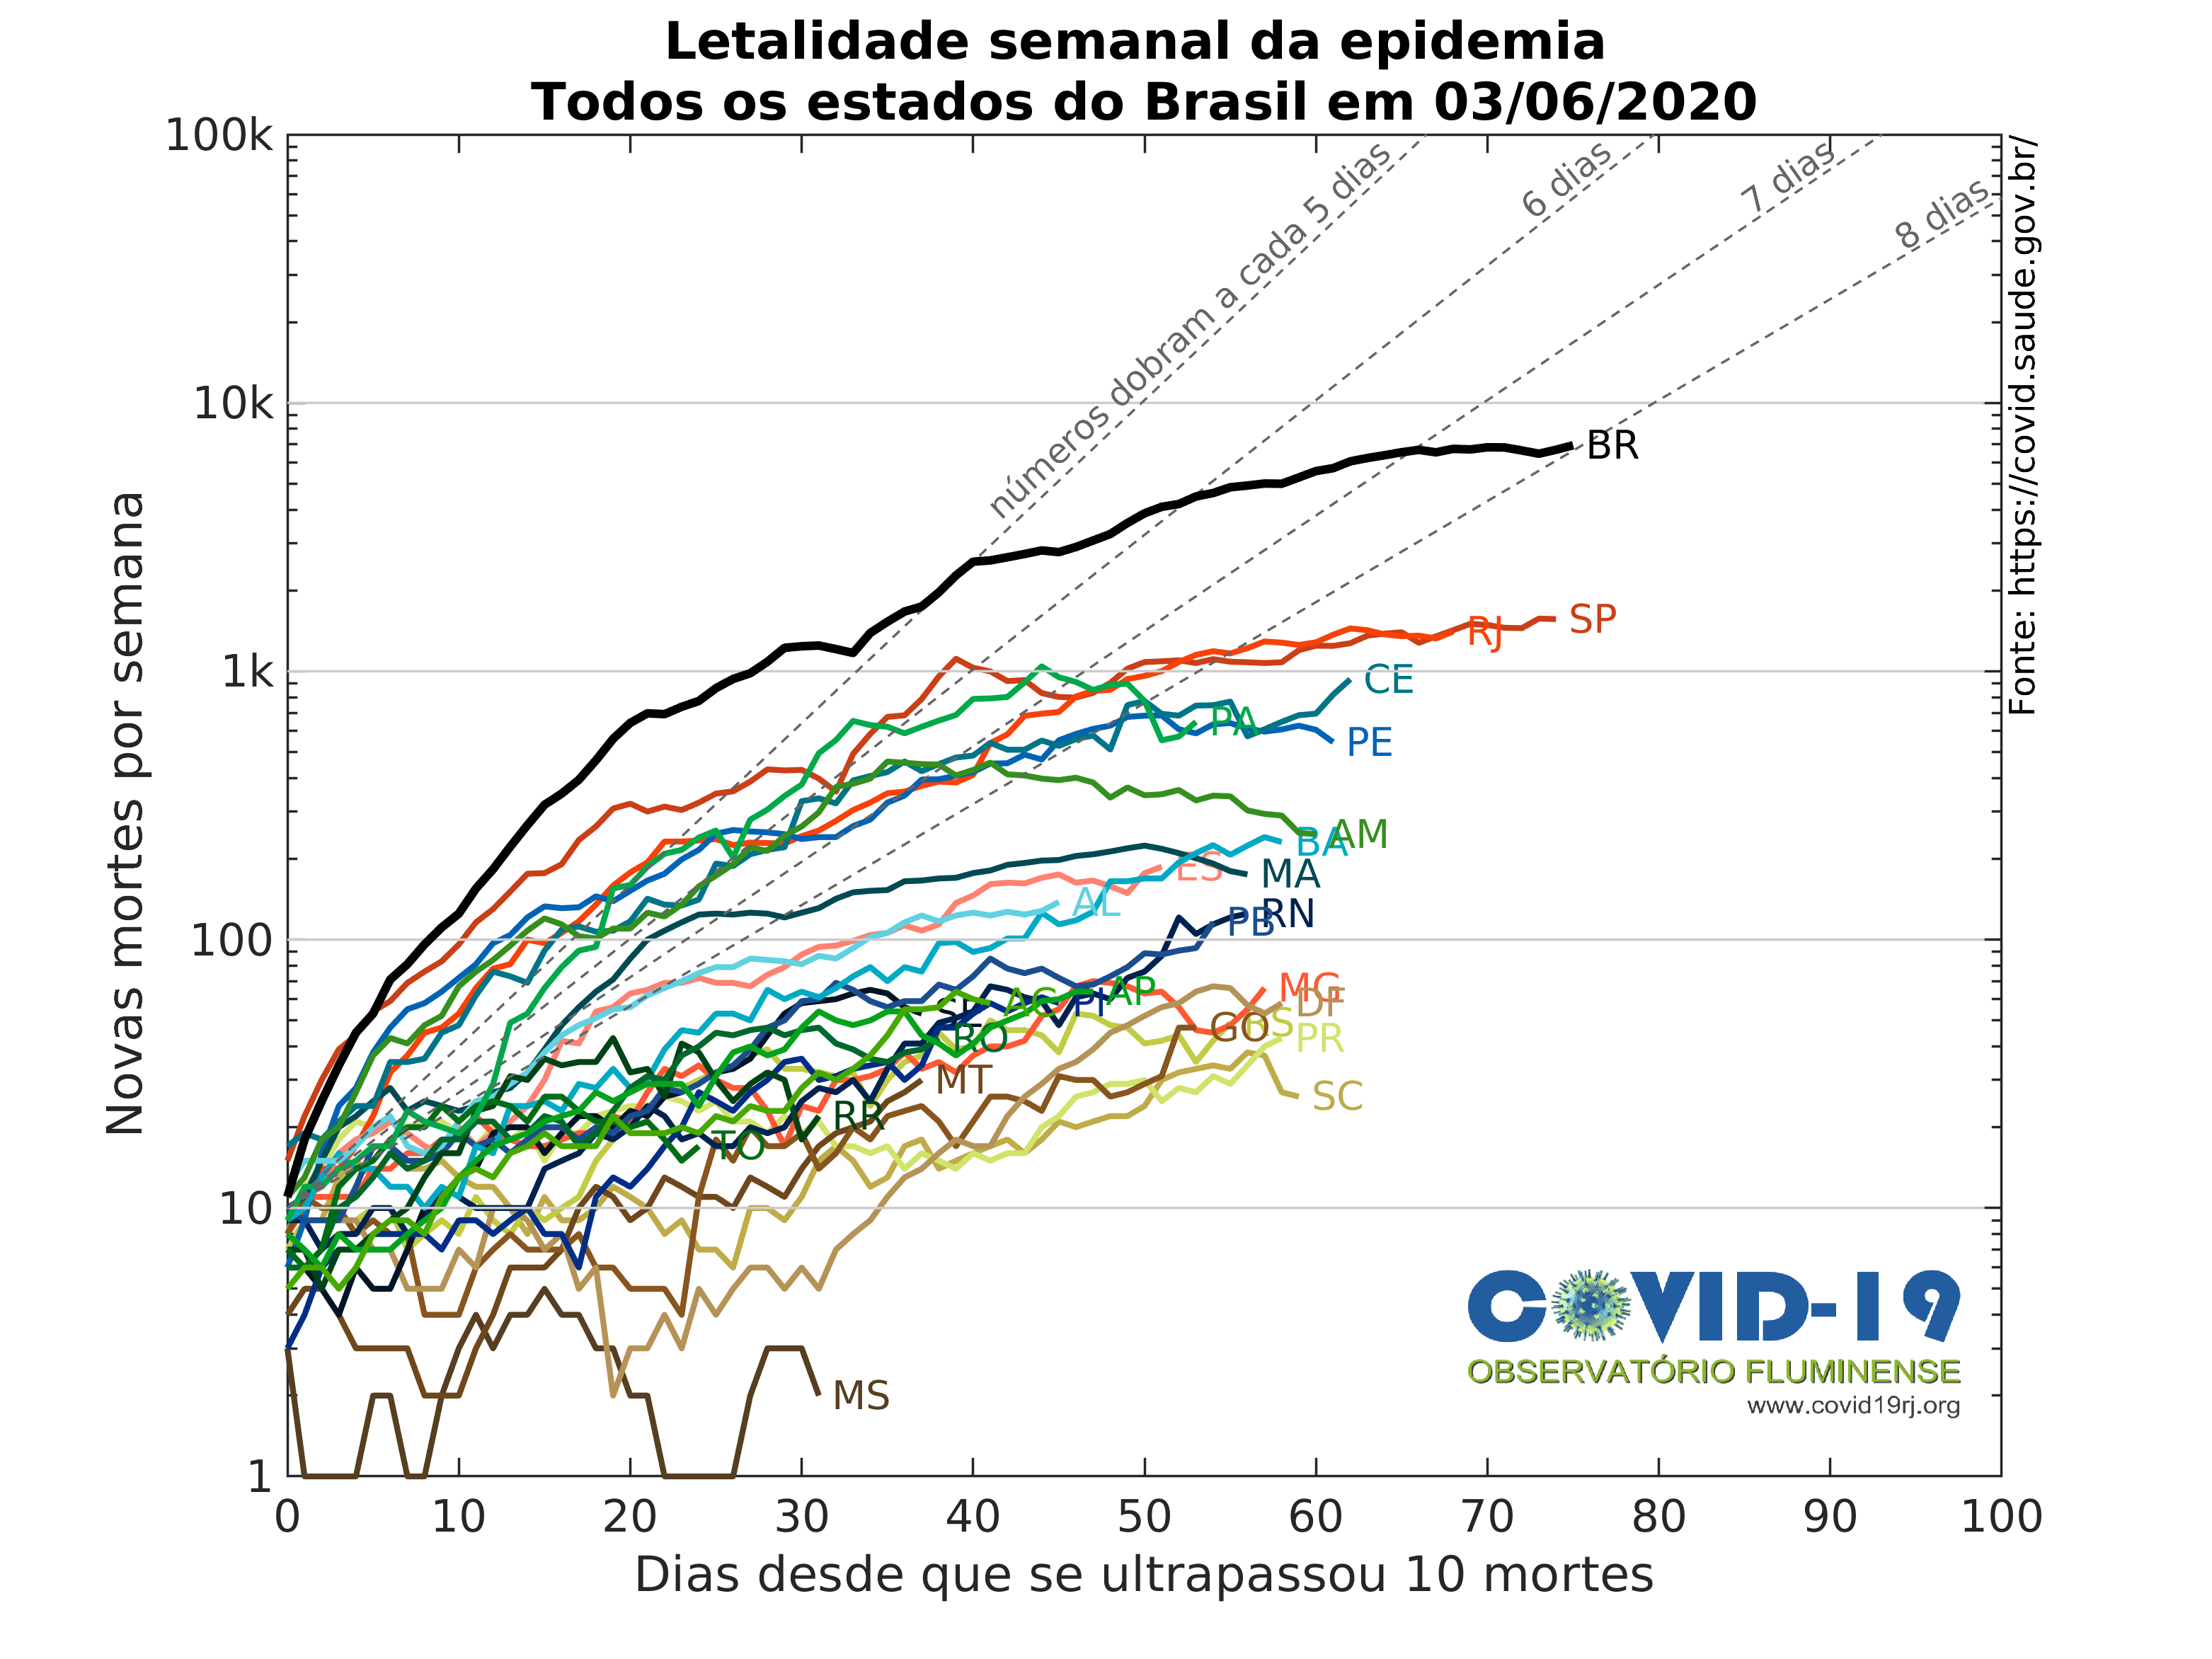 Letalidade semanal da epidemia
Todos os estados do Brasil em 03/06/2020
100k
10k
1k
100
10
1
Novas mortes por semana
números dobram a cada 5 dias
6 dias
7 dias
8 dias
Fonte: https://covid.saude.gov.br/
BR
SP
RJ
CE
PA
PE
AM
BA
ES
MA
AL
RN
PB
MG
AP
AC
PI
DF
GO
RS
RO
PR
MT
SC
RR
TO
MS
COVID-19
OBSERVATÓRIO FLUMINENSE
www.covid19rj.org
0 10 20 30 40 50 60 70 80 90 100
Dias desde que se ultrapassou 10 mortes